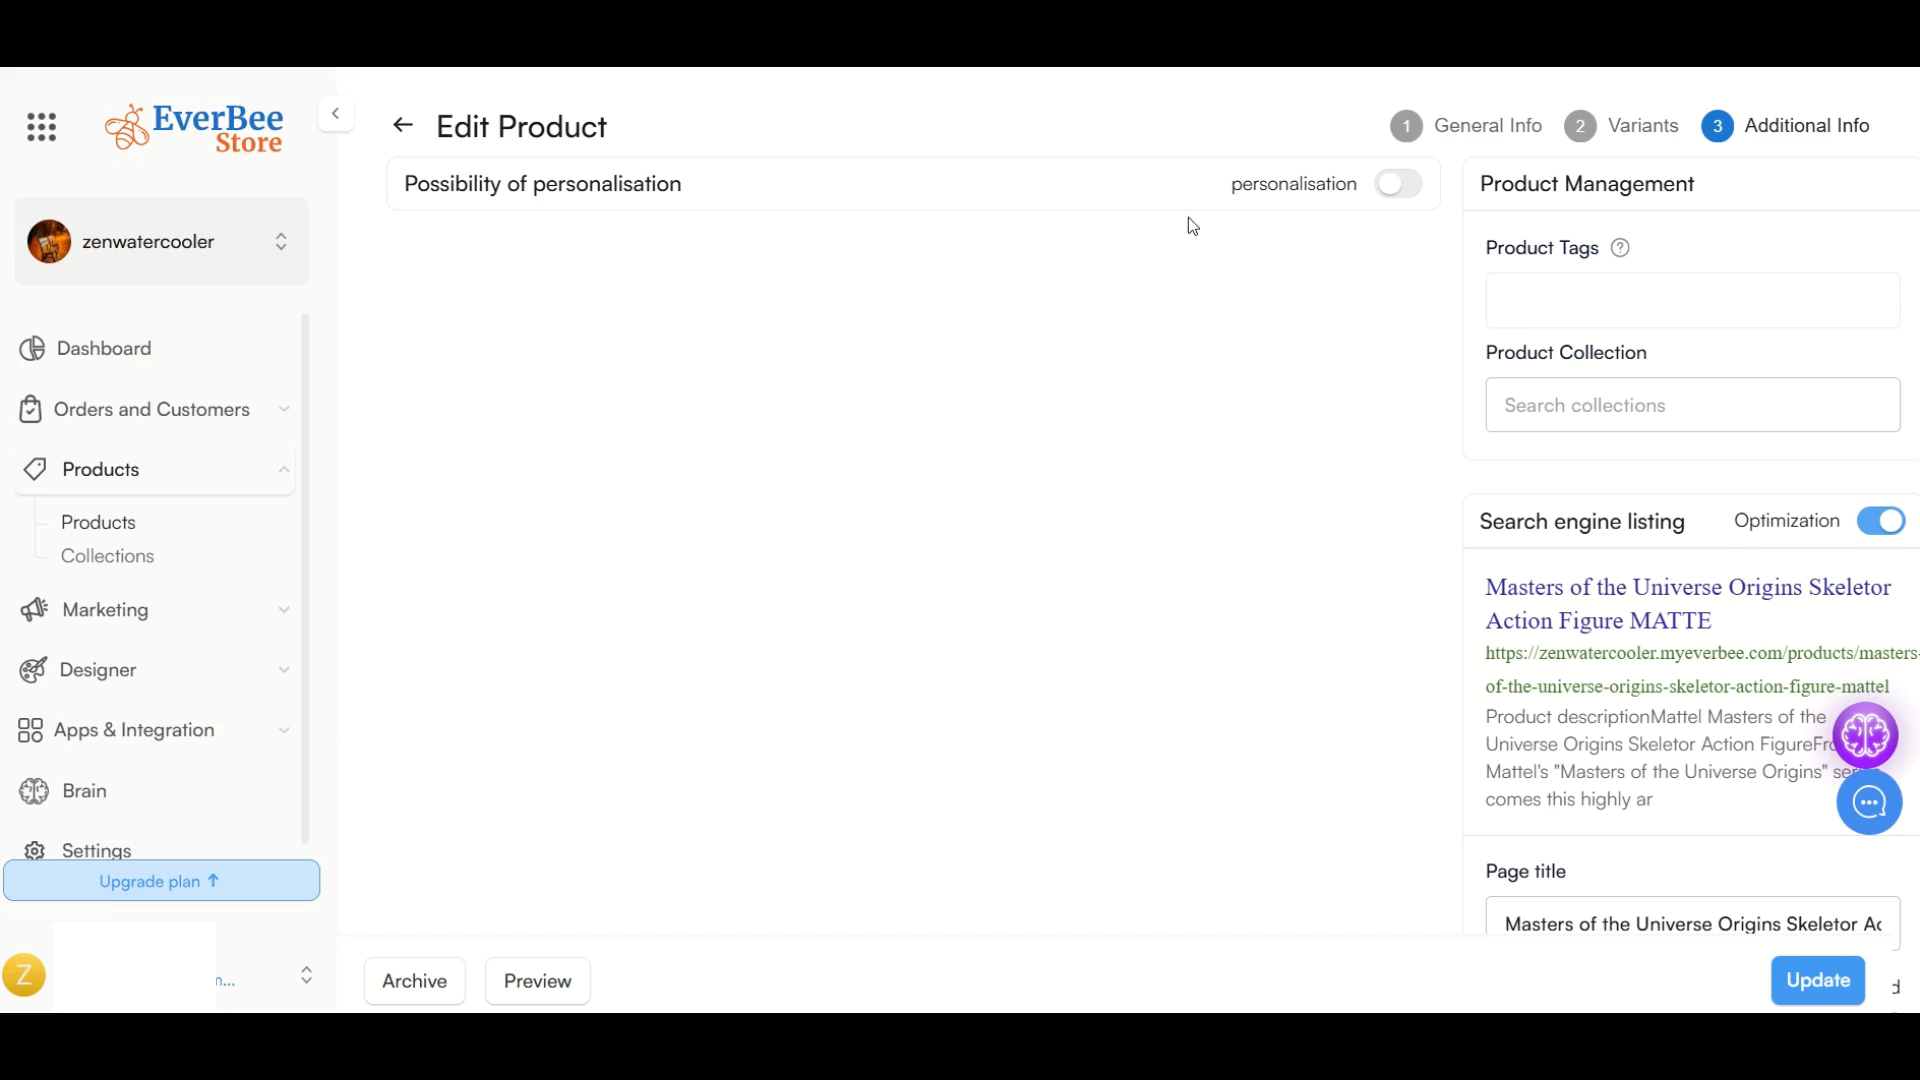 EverBee
Store
zenwatercooler
Dashboard
Orders and Customers
Products
Products
Collections
Marketing
Designer
Apps & Integration
Brain
Settings
Upgrade plan ↑
Z
n...
← Edit Product
1 General Info 2 Variants 3 Additional Info
Possibility of personalisation
personalisation
Product Management
Product Tags ?
Product Collection
Search collections
Search engine listing
Optimization
Masters of the Universe Origins Skeletor
Action Figure MATTE
https://zenwatercooler.myeverbee.com/products/masters-
of-the-universe-origins-skeletor-action-figure-mattel
Product descriptionMattel Masters of the
Universe Origins Skeletor Action FigureFro
Mattel's "Masters of the Universe Origins"
comes this highly ar
Page title
Masters of the Universe Origins Skeletor Ac
Archive
Preview
Update